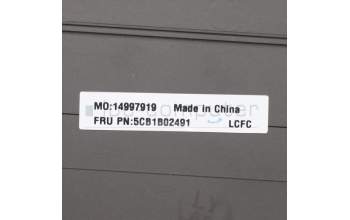 MO:14997919 Made in China
FRU PN:5CB1B02491 LCFC